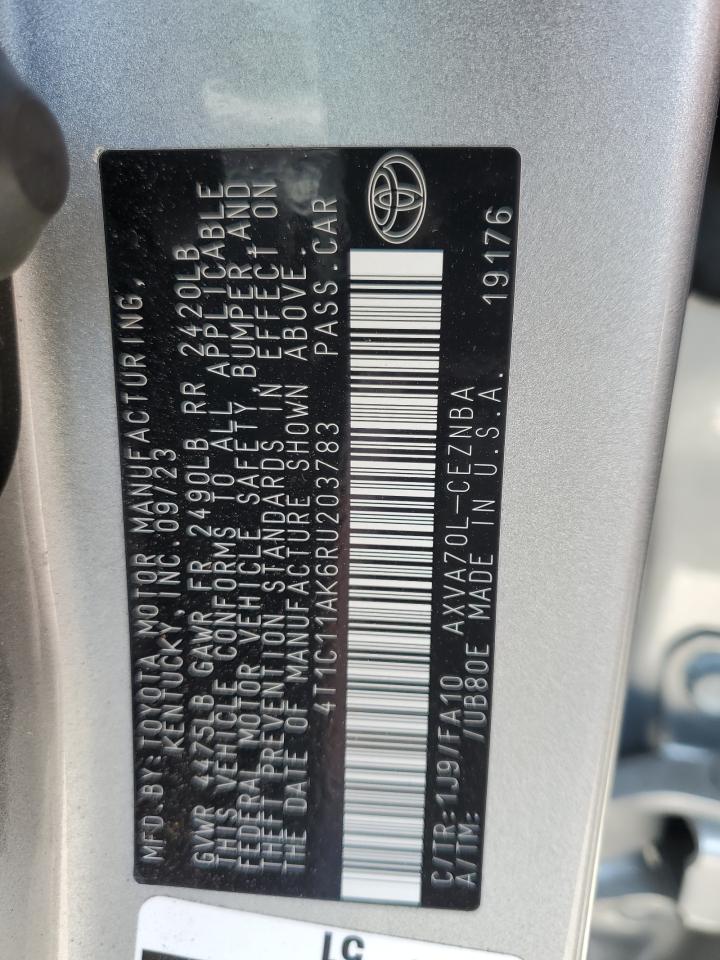 MFD.BY:TOYOTA MOTOR MANUFACTURING,
KENTUCKY, INC.09/23
GVWR 4475LB GAWR FR 2490LB RR 2420LB
THIS VEHICLE CONFORMS TO ALL APPLICABLE
FEDERAL MOTOR VEHICLE SAFETY,BUMPER,AND
THEFT PREVENTION STANDARDS IN EFFECT ON
THE DATE OF MANUFACTURE SHOWN ABOVE.
4T1C11AK6RU203783 PASS.CAR
C/TR:1J9/FA10 AXVA70L-CEZNBA
A/TM: /UB80E MADE IN U.S.A. 19176